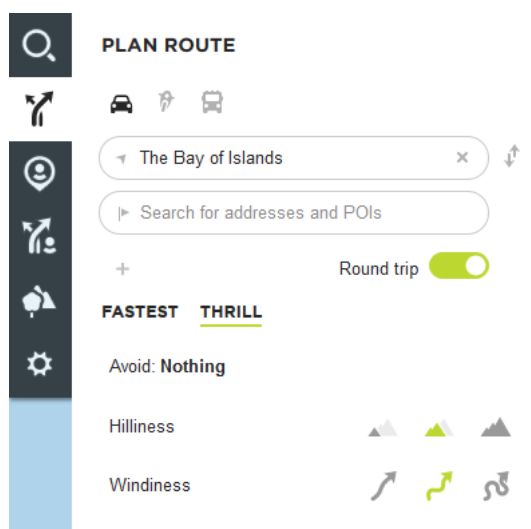 PLAN ROUTE
The Bay of Islands
Search for addresses and POIs
Round trip
FASTEST THRILL
Avoid: Nothing
Hilliness
Windiness